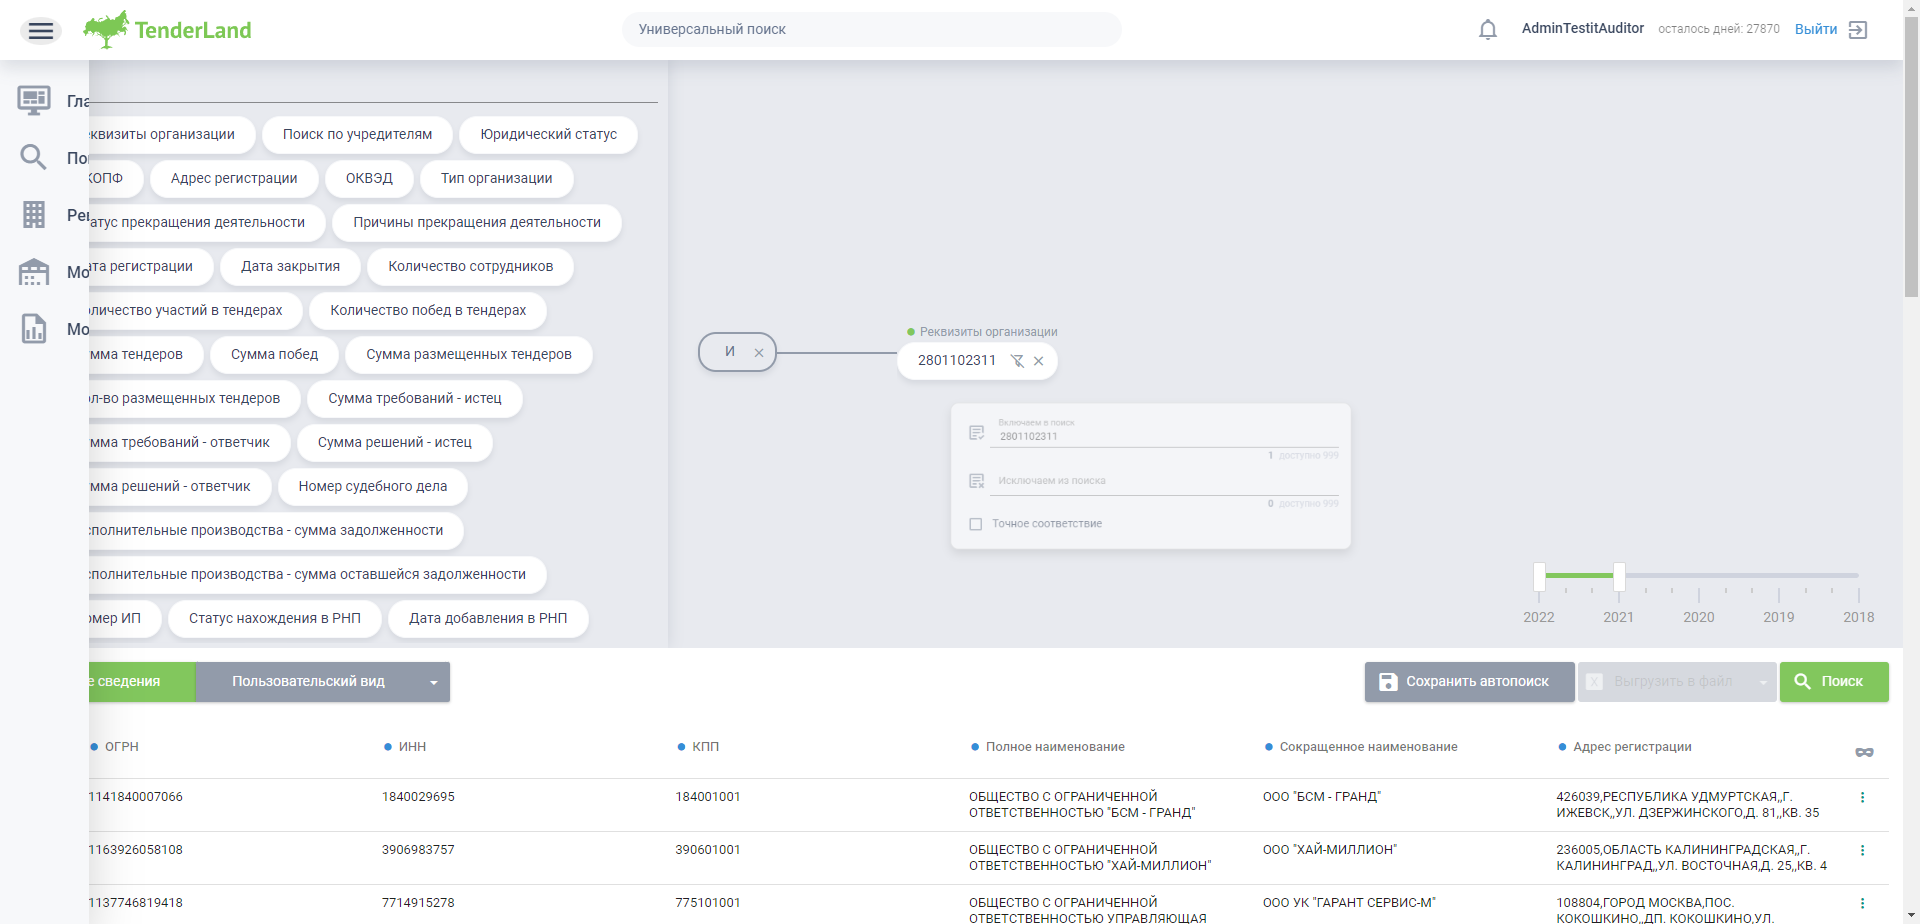 TenderLand
Универсальный поиск
AdminTestitAuditor
осталось дней: 27870
Выйти
Гла
Пои
Ре
Мо
Мо
еквизиты организации
Поиск по учредителям
Юридический статус
КОПФ
Адрес регистрации
ОКВЭД
Тип организации
атус прекращения деятельности
Причины прекращения деятельности
ата регистрации
Дата закрытия
Количество сотрудников
оличество участий в тендерах
Количество побед в тендерах
умма тендеров
Сумма побед
Сумма размещенных тендеров
ол-во размещенных тендеров
Сумма требований - истец
умма требований - ответчик
Сумма решений - истец
умма решений - ответчик
Номер судебного дела
сполнительные производства - сумма задолженности
сполнительные производства - сумма оставшейся задолженности
омер ИП
Статус нахождения в РНП
Дата добавления в РНП
И
Реквизиты организации
2801102311
Включаем в поиск
2801102311
1 доступно 999
Исключаем из поиска
0 доступно 999
Точное соответствие
2022 2021 2020 2019 2018
е сведения
Пользовательский вид
Сохранить автопоиск
Выгрузить в файл
Поиск
ОГРН ИНН КПП Полное наименование Сокращенное наименование Адрес регистрации
1141840007066 1840029695 184001001 ОБЩЕСТВО С ОГРАНИЧЕННОЙ ООО "БСМ - ГРАНД" 426039,РЕСПУБЛИКА УДМУРТСКАЯ,,Г.
ОТВЕТСТВЕННОСТЬЮ "БСМ - ГРАНД" ИЖЕВСК,,УЛ. ДЗЕРЖИНСКОГО,Д. 81,,КВ. 35
1163926058108 3906983757 390601001 ОБЩЕСТВО С ОГРАНИЧЕННОЙ ООО "ХАЙ-МИЛЛИОН" 236005,ОБЛАСТЬ КАЛИНИНГРАДСКАЯ,,Г.
ОТВЕТСТВЕННОСТЬЮ "ХАЙ-МИЛЛИОН" КАЛИНИНГРАД,,УЛ. ВОСТОЧНАЯ,Д. 25,,КВ. 4
1137746819418 7714915278 775101001 ОБЩЕСТВО С ОГРАНИЧЕННОЙ ООО УК "ГАРАНТ СЕРВИС-М" 108804,ГОРОД МОСКВА,ПОС.
ОТВЕТСТВЕННОСТЬЮ УПРАВЛЯЮЩАЯ КОКОШКИНО,,ДП. КОКОШКИНО,УЛ.